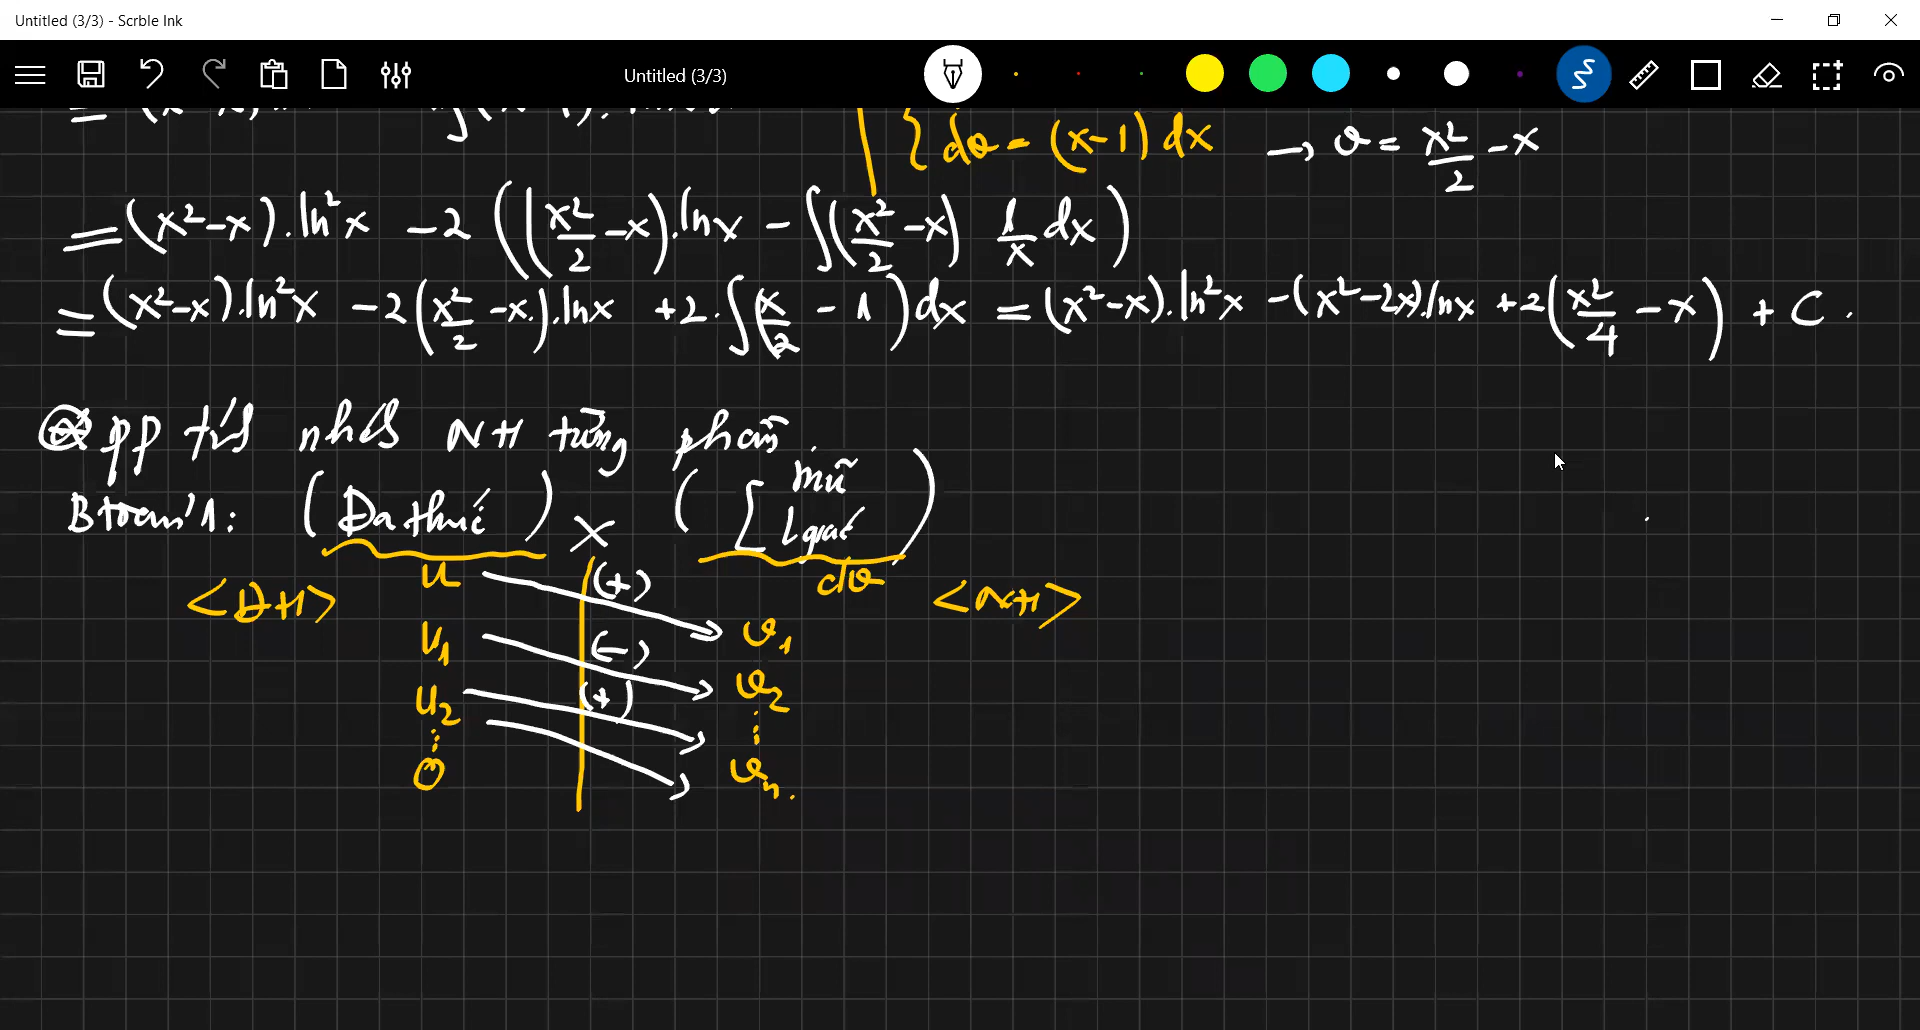 Untitled (3/3) - Scrble Ink
Untitled (3/3)
{ dv = (x-1) dx → v = x²/2 - x
= (x²-x).ln²x - 2 ((x²/2 - x).lnx - ∫(x²/2 - x) 1/x dx)
= (x²-x).ln²x - 2(x²/2 - x).lnx + 2.∫(x/2 - 1)dx = (x²-x).ln²x - (x²-2x).lnx + 2(x²/4 - x) + C.
pp tính nhanh NH từng phần
Btoán 1: (Đa thức) x ([ mũ
Lgiác)
<ĐH> u (+) dv <NH>
u₁ (-) v₁
u₂ (+) v₂
0 vₙ.